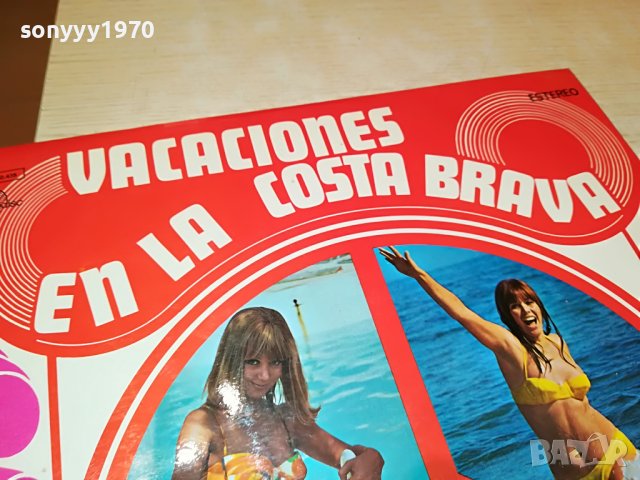 sonyyy1970
ESTEREO
VACACIONES
EN LA COSTA BRAVA
BAZAR